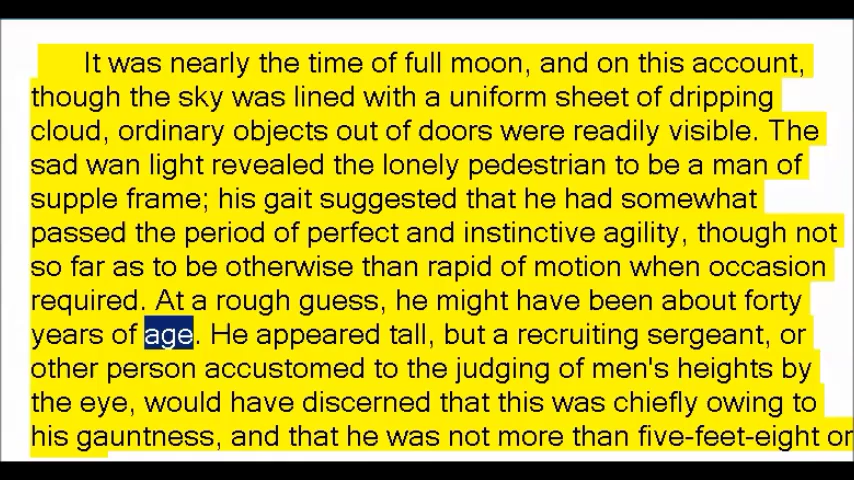 It was nearly the time of full moon, and on this account,
though the sky was lined with a uniform sheet of dripping
cloud, ordinary objects out of doors were readily visible. The
sad wan light revealed the lonely pedestrian to be a man of
supple frame; his gait suggested that he had somewhat
passed the period of perfect and instinctive agility, though not
so far as to be otherwise than rapid of motion when occasion
required. At a rough guess, he might have been about forty
years of age. He appeared tall, but a recruiting sergeant, or
other person accustomed to the judging of men's heights by
the eye, would have discerned that this was chiefly owing to
his gauntness, and that he was not more than five-feet-eight or